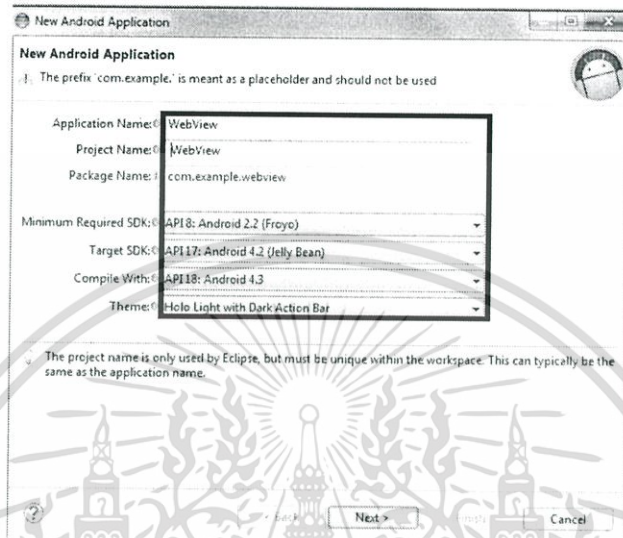 New Android Application
New Android Application
The prefix 'com.example.' is meant as a placeholder and should not be used
Application Name: WebView
Project Name: WebView
Package Name: com.example.webview
Minimum Required SDK: API 8: Android 2.2 (Froyo)
Target SDK: API 17: Android 4.2 (Jelly Bean)
Compile With: API 18: Android 4.3
Theme: Holo Light with Dark Action Bar
The project name is only used by Eclipse, but must be unique within the workspace. This can typically be the
same as the application name.
< Back Next > Finish Cancel